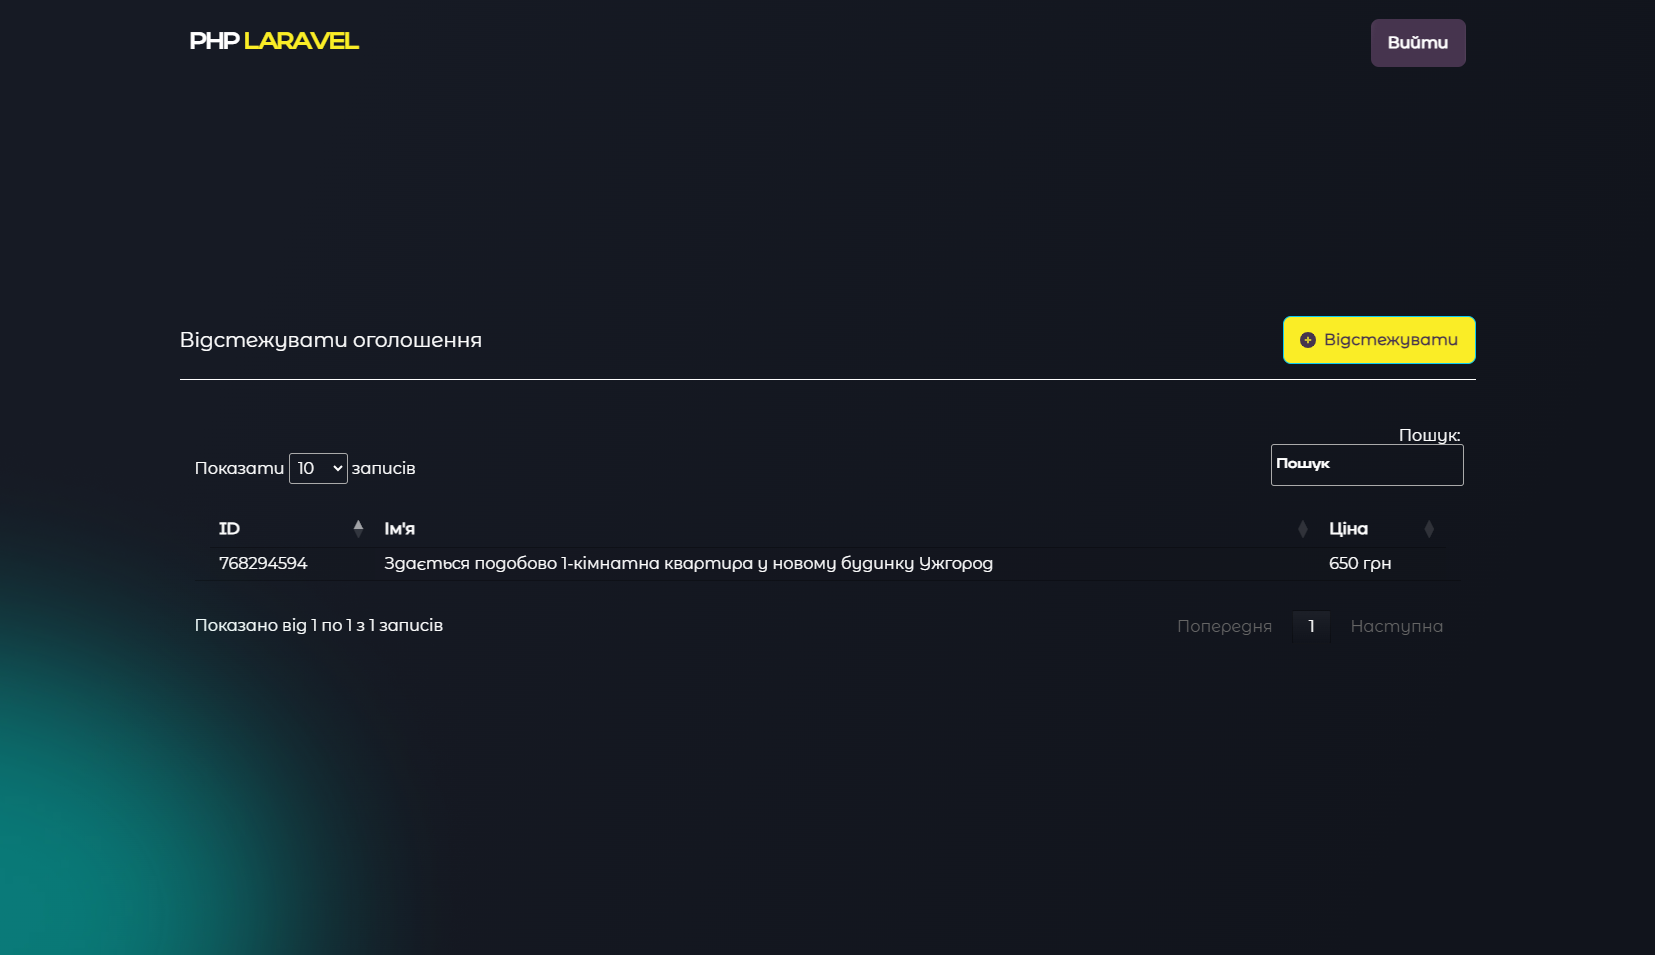 PHP LARAVEL
Вийти
Відстежувати оголошення
Відстежувати
Пошук:
Показати 10 записів
Пошук
ID Ім'я Ціна
768294594 Здається подобово 1-кімнатна квартира у новому будинку Ужгород 650 грн
Показано від 1 по 1 з 1 записів
Попередня 1 Наступна